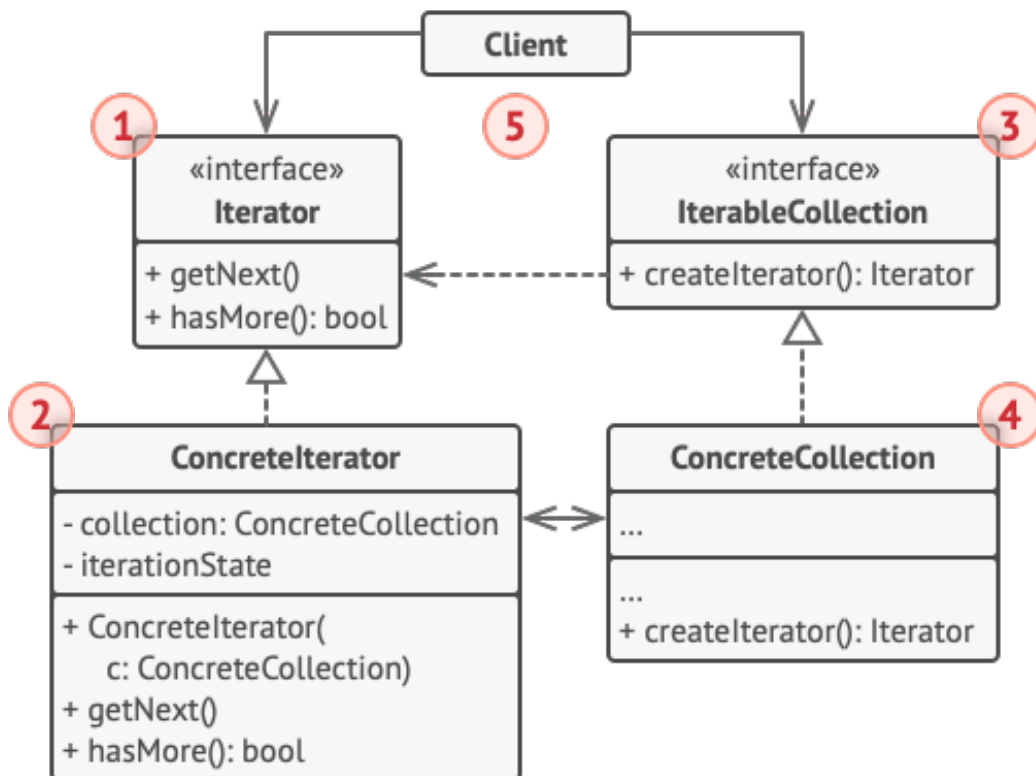 Client
1
5
3
«interface»
Iterator
+ getNext()
+ hasMore(): bool
«interface»
IterableCollection
+ createIterator(): Iterator
2
ConcreteIterator
- collection: ConcreteCollection
- iterationState
+ ConcreteIterator(
c: ConcreteCollection)
+ getNext()
+ hasMore(): bool
4
ConcreteCollection
...
...
+ createIterator(): Iterator